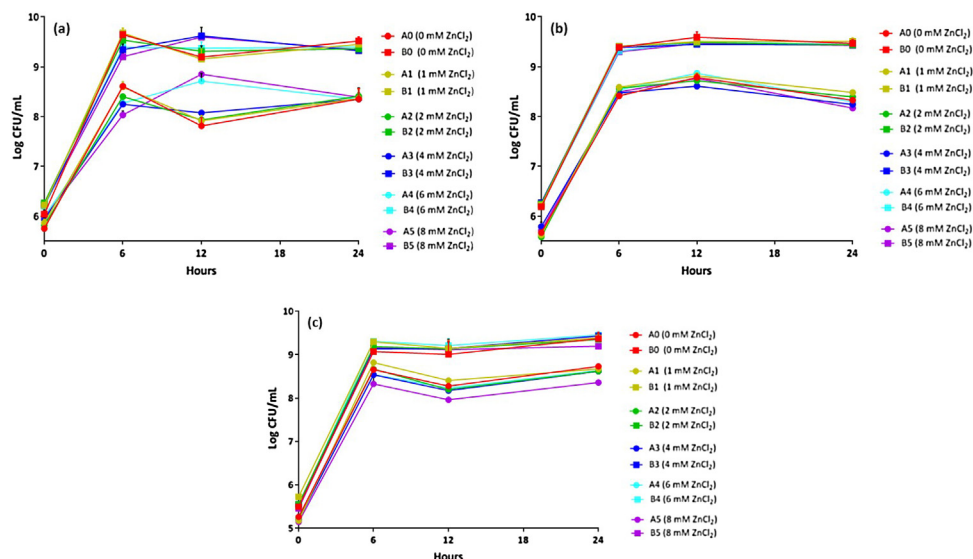 (a)
Log CFU/mL
10
9
8
7
6
0
6
12
18
24
Hours
A0 (0 mM ZnCl2)
B0 (0 mM ZnCl2)
A1 (1 mM ZnCl2)
B1 (1 mM ZnCl2)
A2 (2 mM ZnCl2)
B2 (2 mM ZnCl2)
A3 (4 mM ZnCl2)
B3 (4 mM ZnCl2)
A4 (6 mM ZnCl2)
B4 (6 mM ZnCl2)
A5 (8 mM ZnCl2)
B5 (8 mM ZnCl2)
(b)
Log CFU/mL
10
9
8
7
6
0
6
12
18
24
Hours
A0 (0 mM ZnCl2)
B0 (0 mM ZnCl2)
A1 (1 mM ZnCl2)
B1 (1 mM ZnCl2)
A2 (2 mM ZnCl2)
B2 (2 mM ZnCl2)
A3 (4 mM ZnCl2)
B3 (4 mM ZnCl2)
A4 (6 mM ZnCl2)
B4 (6 mM ZnCl2)
A5 (8 mM ZnCl2)
B5 (8 mM ZnCl2)
(c)
Log CFU/mL
10
9
8
7
6
5
0
6
12
18
24
Hours
A0 (0 mM ZnCl2)
B0 (0 mM ZnCl2)
A1 (1 mM ZnCl2)
B1 (1 mM ZnCl2)
A2 (2 mM ZnCl2)
B2 (2 mM ZnCl2)
A3 (4 mM ZnCl2)
B3 (4 mM ZnCl2)
A4 (6 mM ZnCl2)
B4 (6 mM ZnCl2)
A5 (8 mM ZnCl2)
B5 (8 mM ZnCl2)